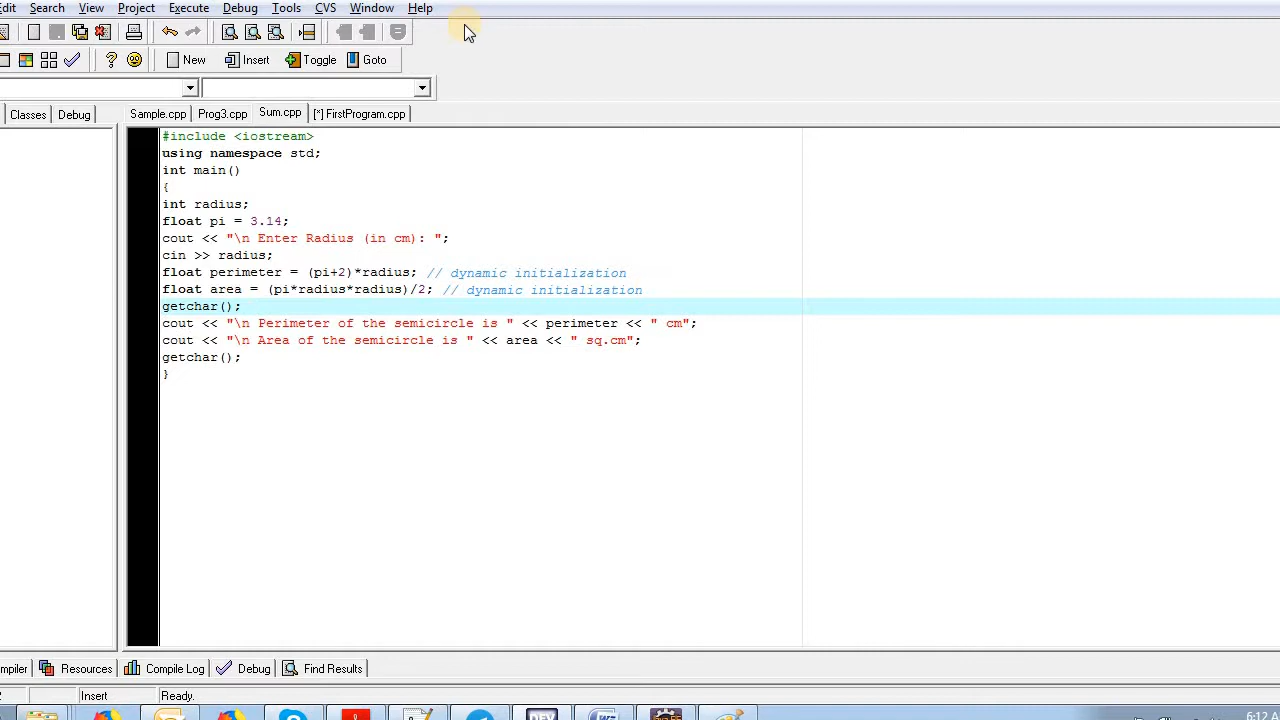 Edit Search View Project Execute Debug Tools CVS Window Help
New Insert Toggle Goto
Classes Debug Sample.cpp Prog3.cpp Sum.cpp [*] FirstProgram.cpp
#include <iostream>
using namespace std;
int main()
{
int radius;
float pi = 3.14;
cout << "\n Enter Radius (in cm): ";
cin >> radius;
float perimeter = (pi+2)*radius; // dynamic initialization
float area = (pi*radius*radius)/2; // dynamic initialization
getchar();
cout << "\n Perimeter of the semicircle is " << perimeter << " cm";
cout << "\n Area of the semicircle is " << area << " sq.cm";
getchar();
}
mpiler Resources Compile Log Debug Find Results
Insert Ready.
DEV
6:12 A